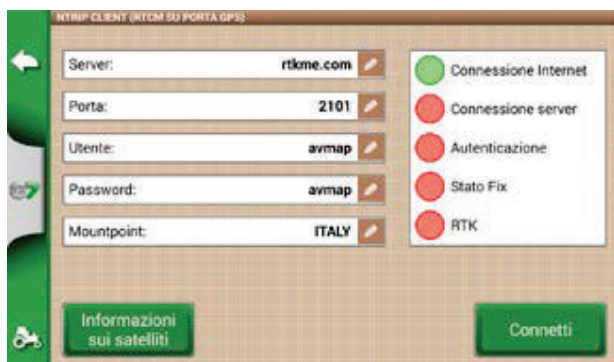 NTRIP CLIENT (RTCM SU PORTA GPS)
Server: rtkme.com
Porta: 2101
Utente: avmap
Password: avmap
Mountpoint: ITALY
Connessione Internet
Connessione server
Autenticazione
Stato Fix
RTK
Informazioni
sui satelliti
Connetti